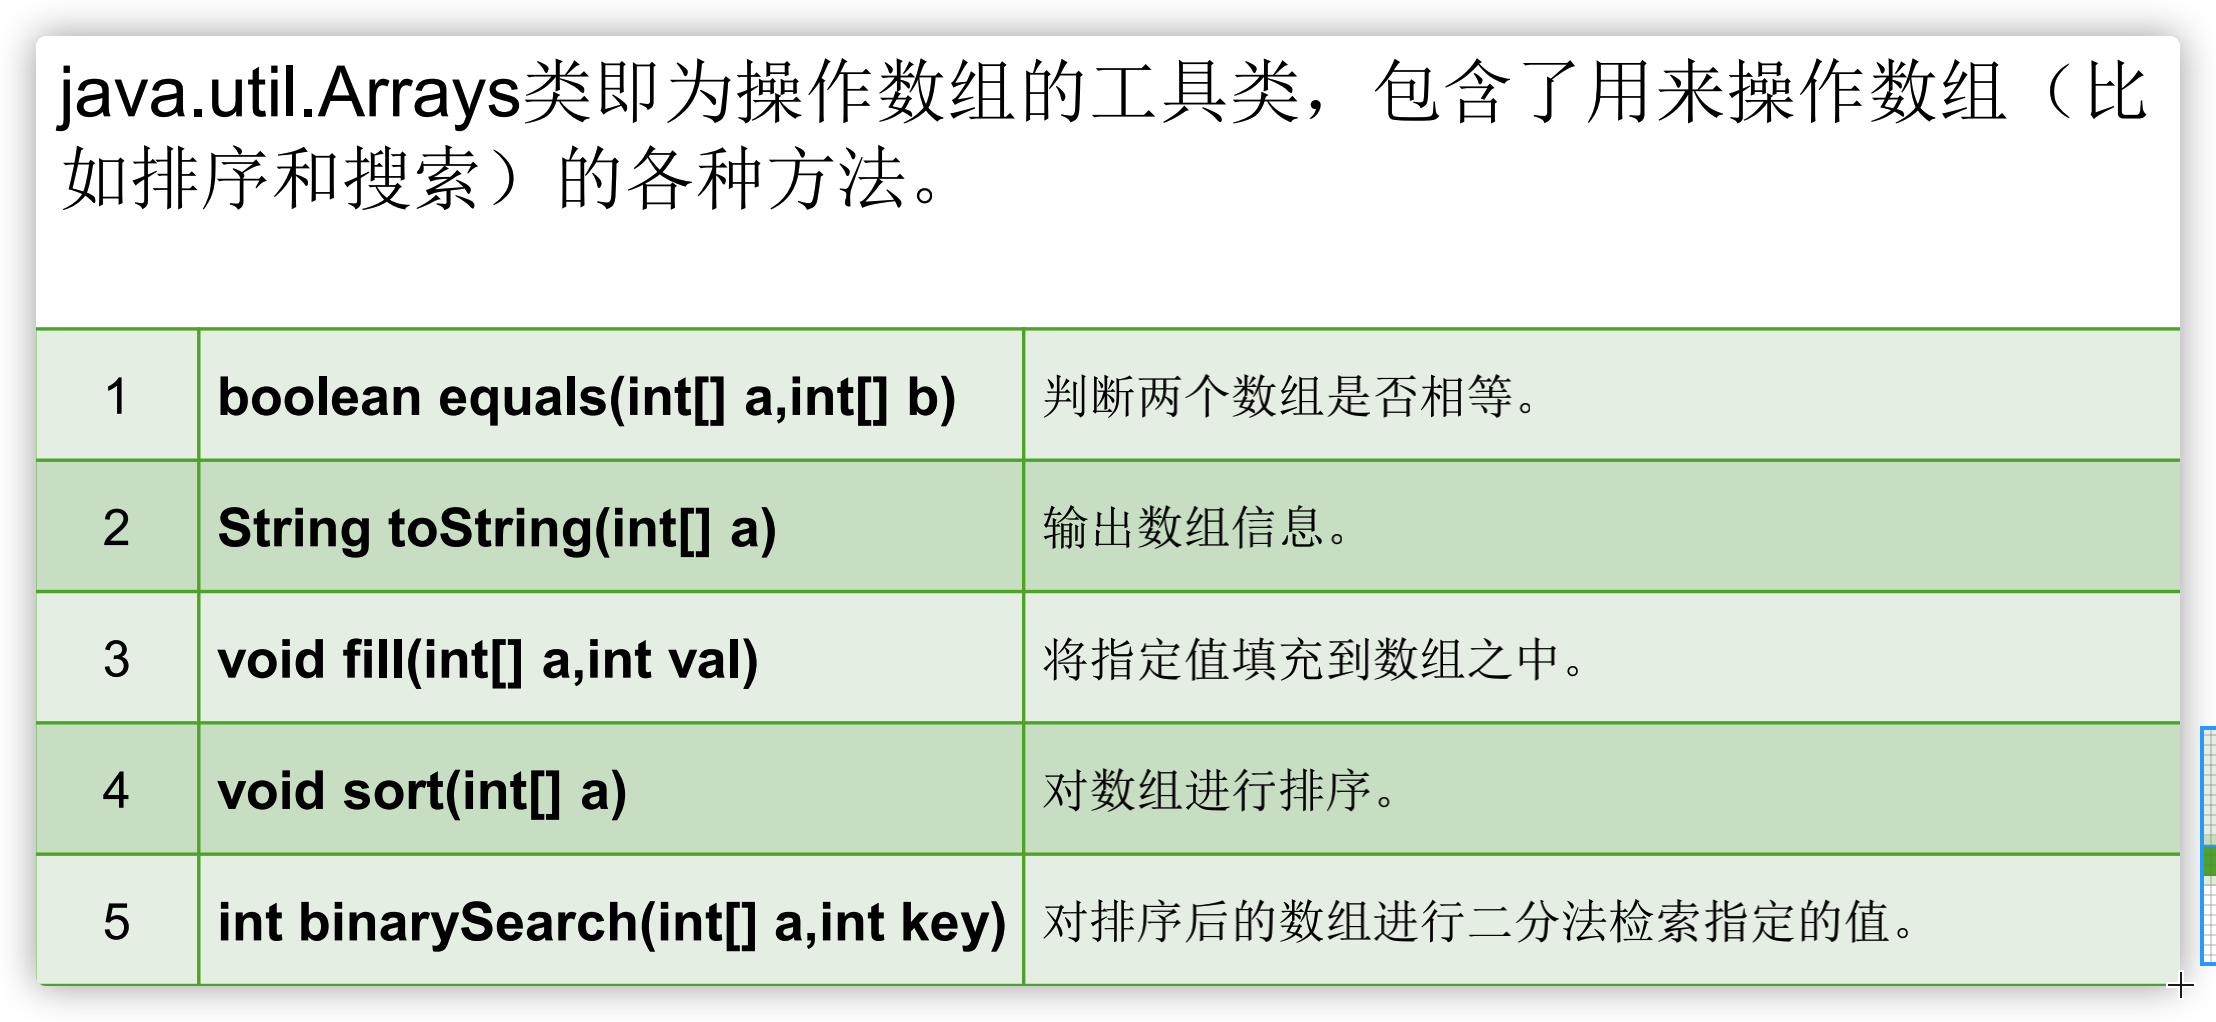 java.util.Arrays类即为操作数组的工具类，包含了用来操作数组（比
如排序和搜索）的各种方法。
1 boolean equals(int[] a,int[] b) 判断两个数组是否相等。
2 String toString(int[] a) 输出数组信息。
3 void fill(int[] a,int val) 将指定值填充到数组之中。
4 void sort(int[] a) 对数组进行排序。
5 int binarySearch(int[] a,int key) 对排序后的数组进行二分法检索指定的值。